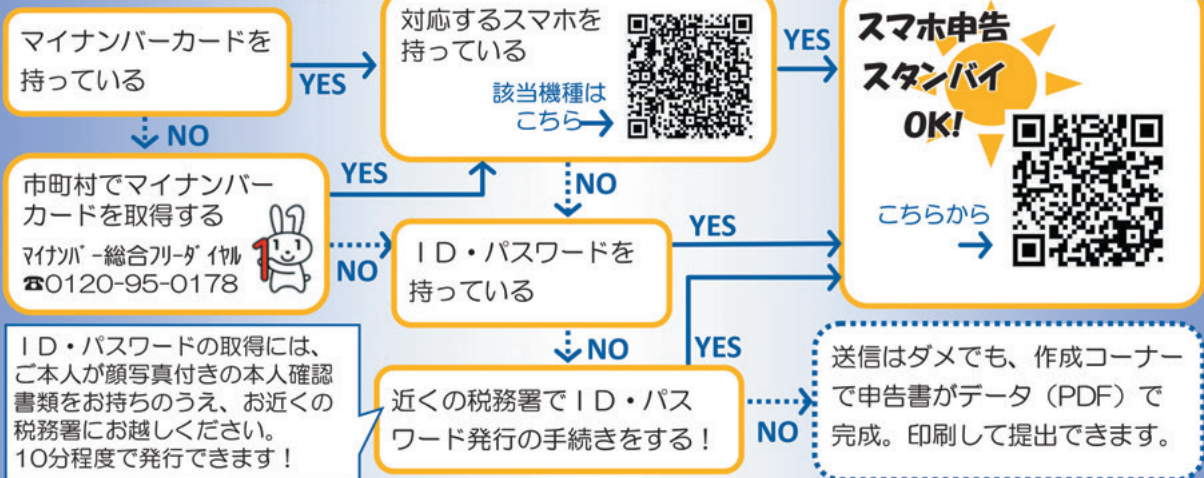 マイナンバーカードを
持っている
YES
NO
対応するスマホを
持っている
該当機種は
こちら
YES
NO
スマホ申告
スタンバイ
OK!
こちらから
市町村でマイナンバー
カードを取得する
マイナンバー総合フリーダイヤル
☎0120-95-0178
1
YES
NO
ID・パスワードを
持っている
YES
NO
ID・パスワードの取得には、
ご本人が顔写真付きの本人確認
書類をお持ちのうえ、お近くの
税務署にお越しください。
10分程度で発行できます！
近くの税務署でID・パス
ワード発行の手続きをする！
YES
NO
送信はダメでも、作成コーナー
で申告書がデータ（PDF）で
完成。印刷して提出できます。